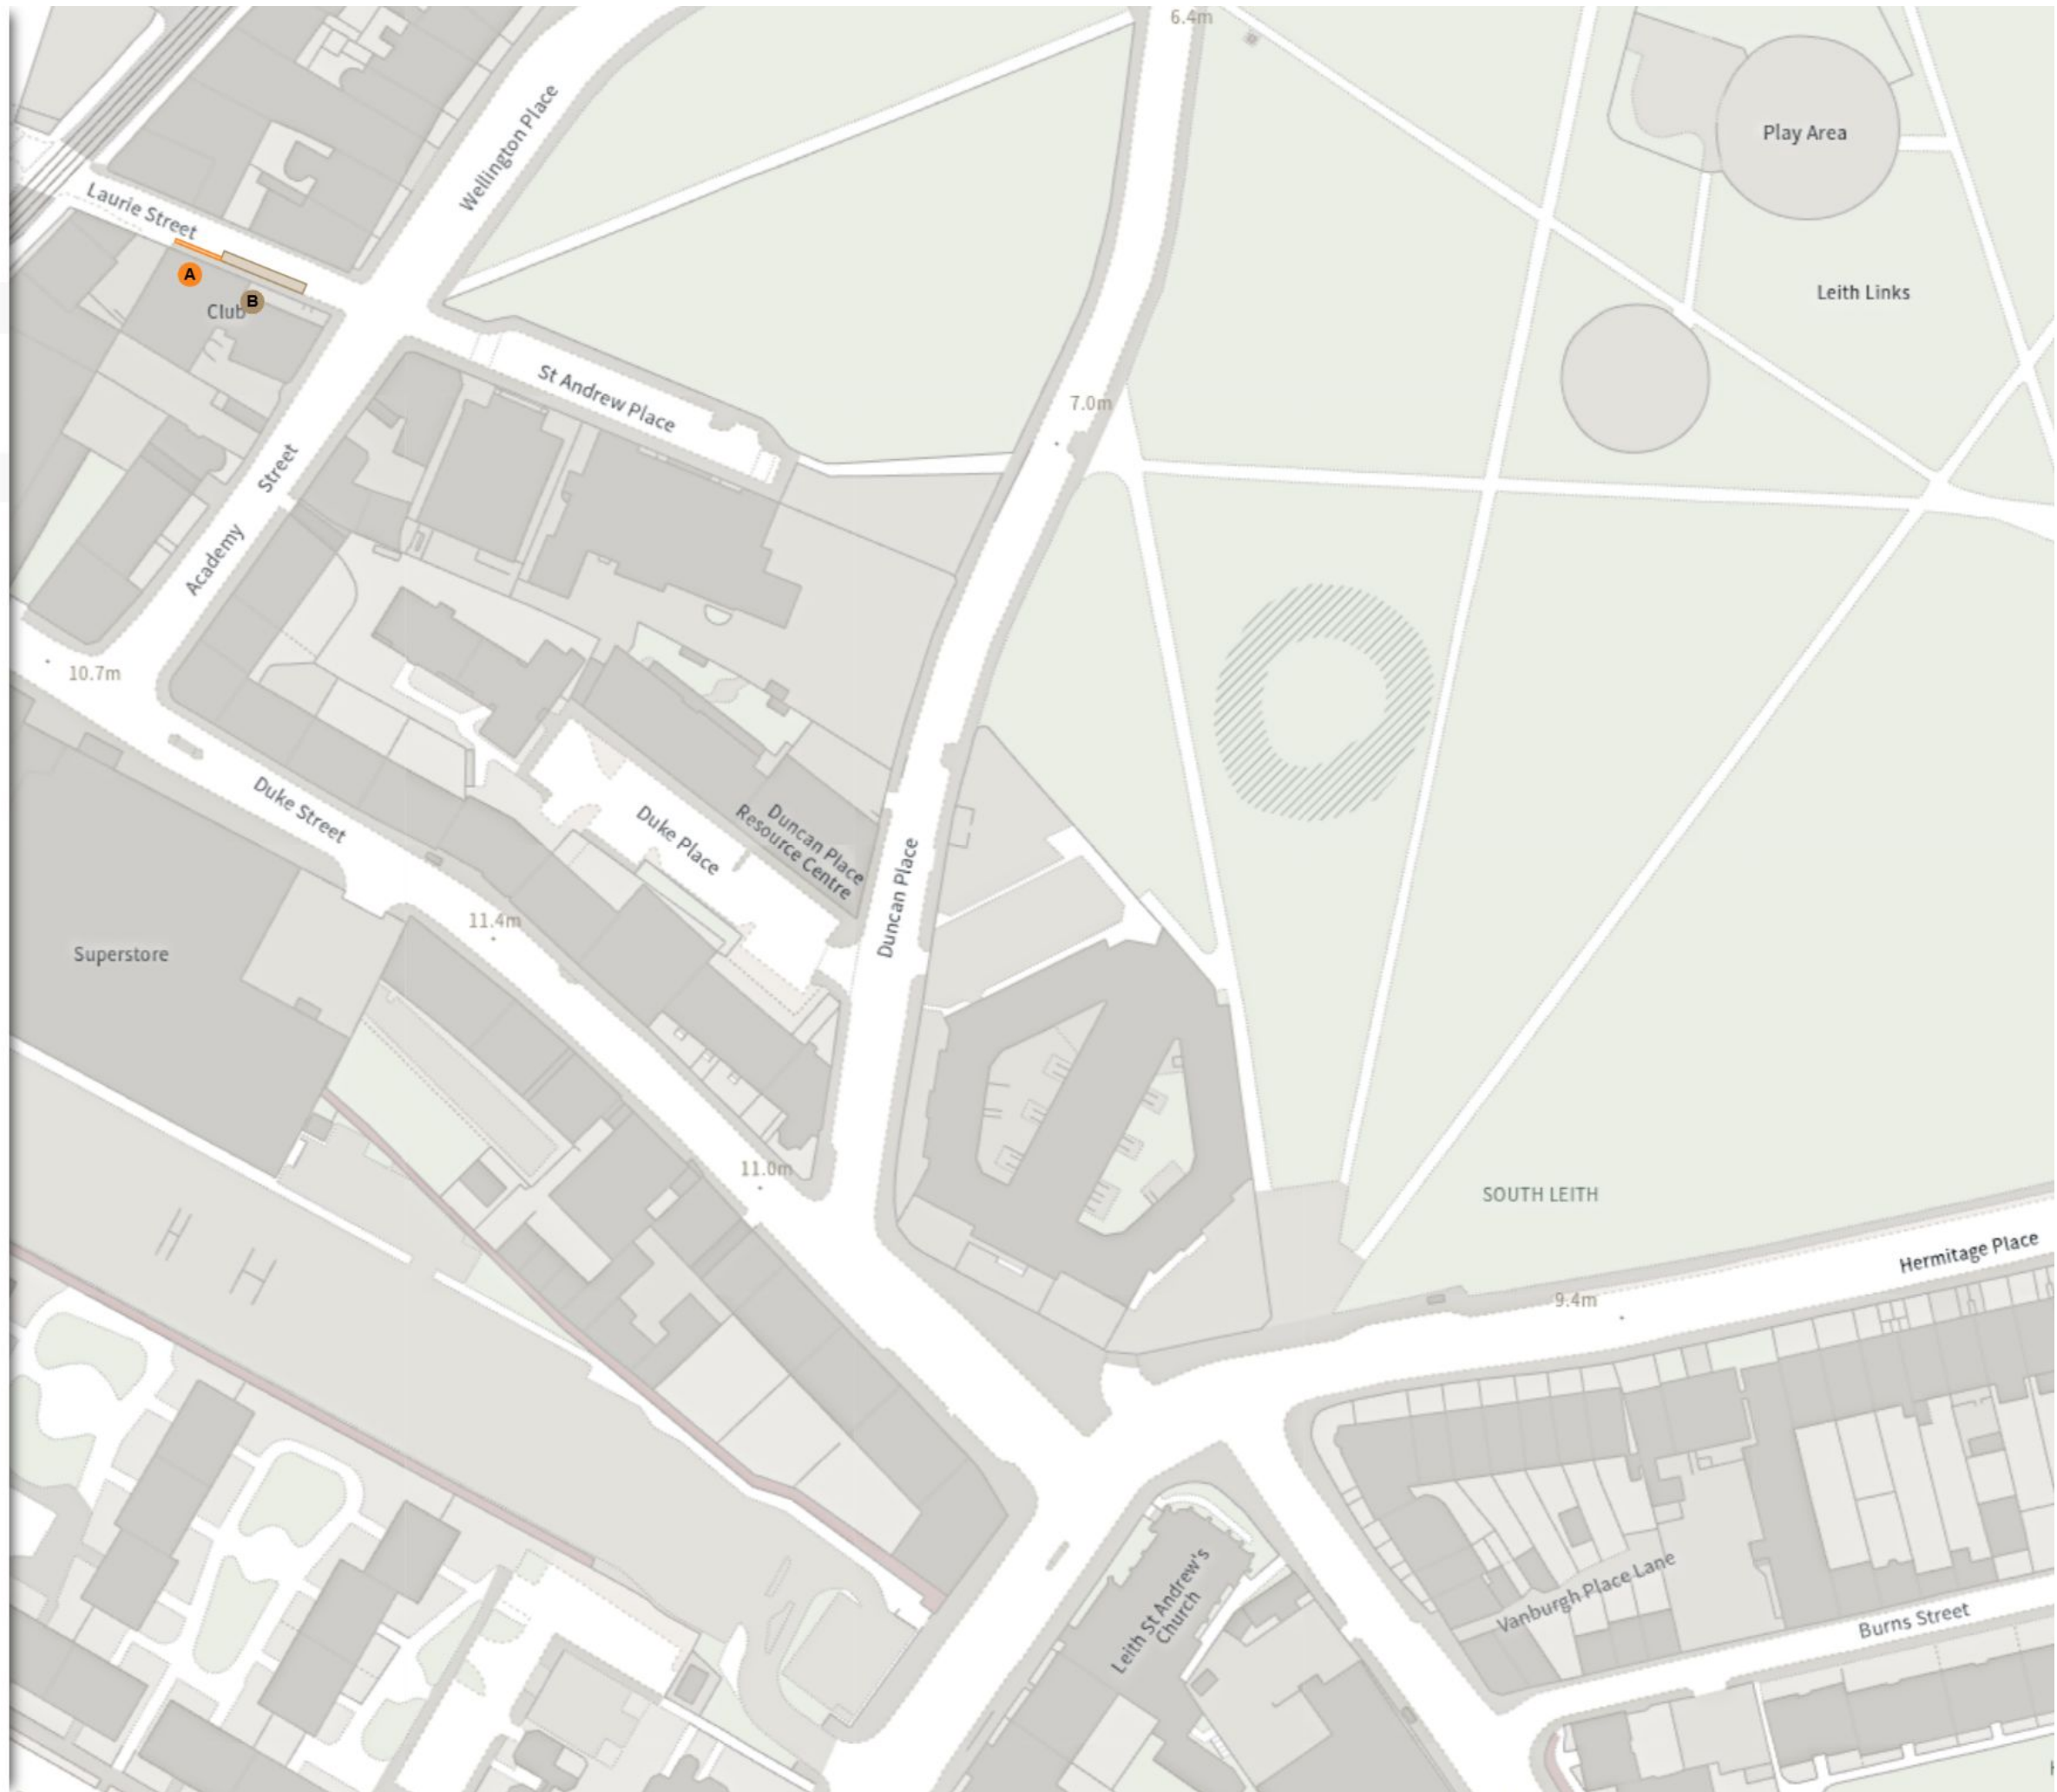 6.4m
Wellington Place
Play Area
Laurie Street
A
B
Club
Leith Links
St Andrew Place
7.0m
Academy
Street
10.7m
Duke Street
Duke Place
Duncan Place
Resource Centre
Duncan Place
11.4m
Superstore
11.0m
SOUTH LEITH
Hermitage Place
9.4m
Leith St Andrew's
Church
Vanburgh Place Lane
Burns Street